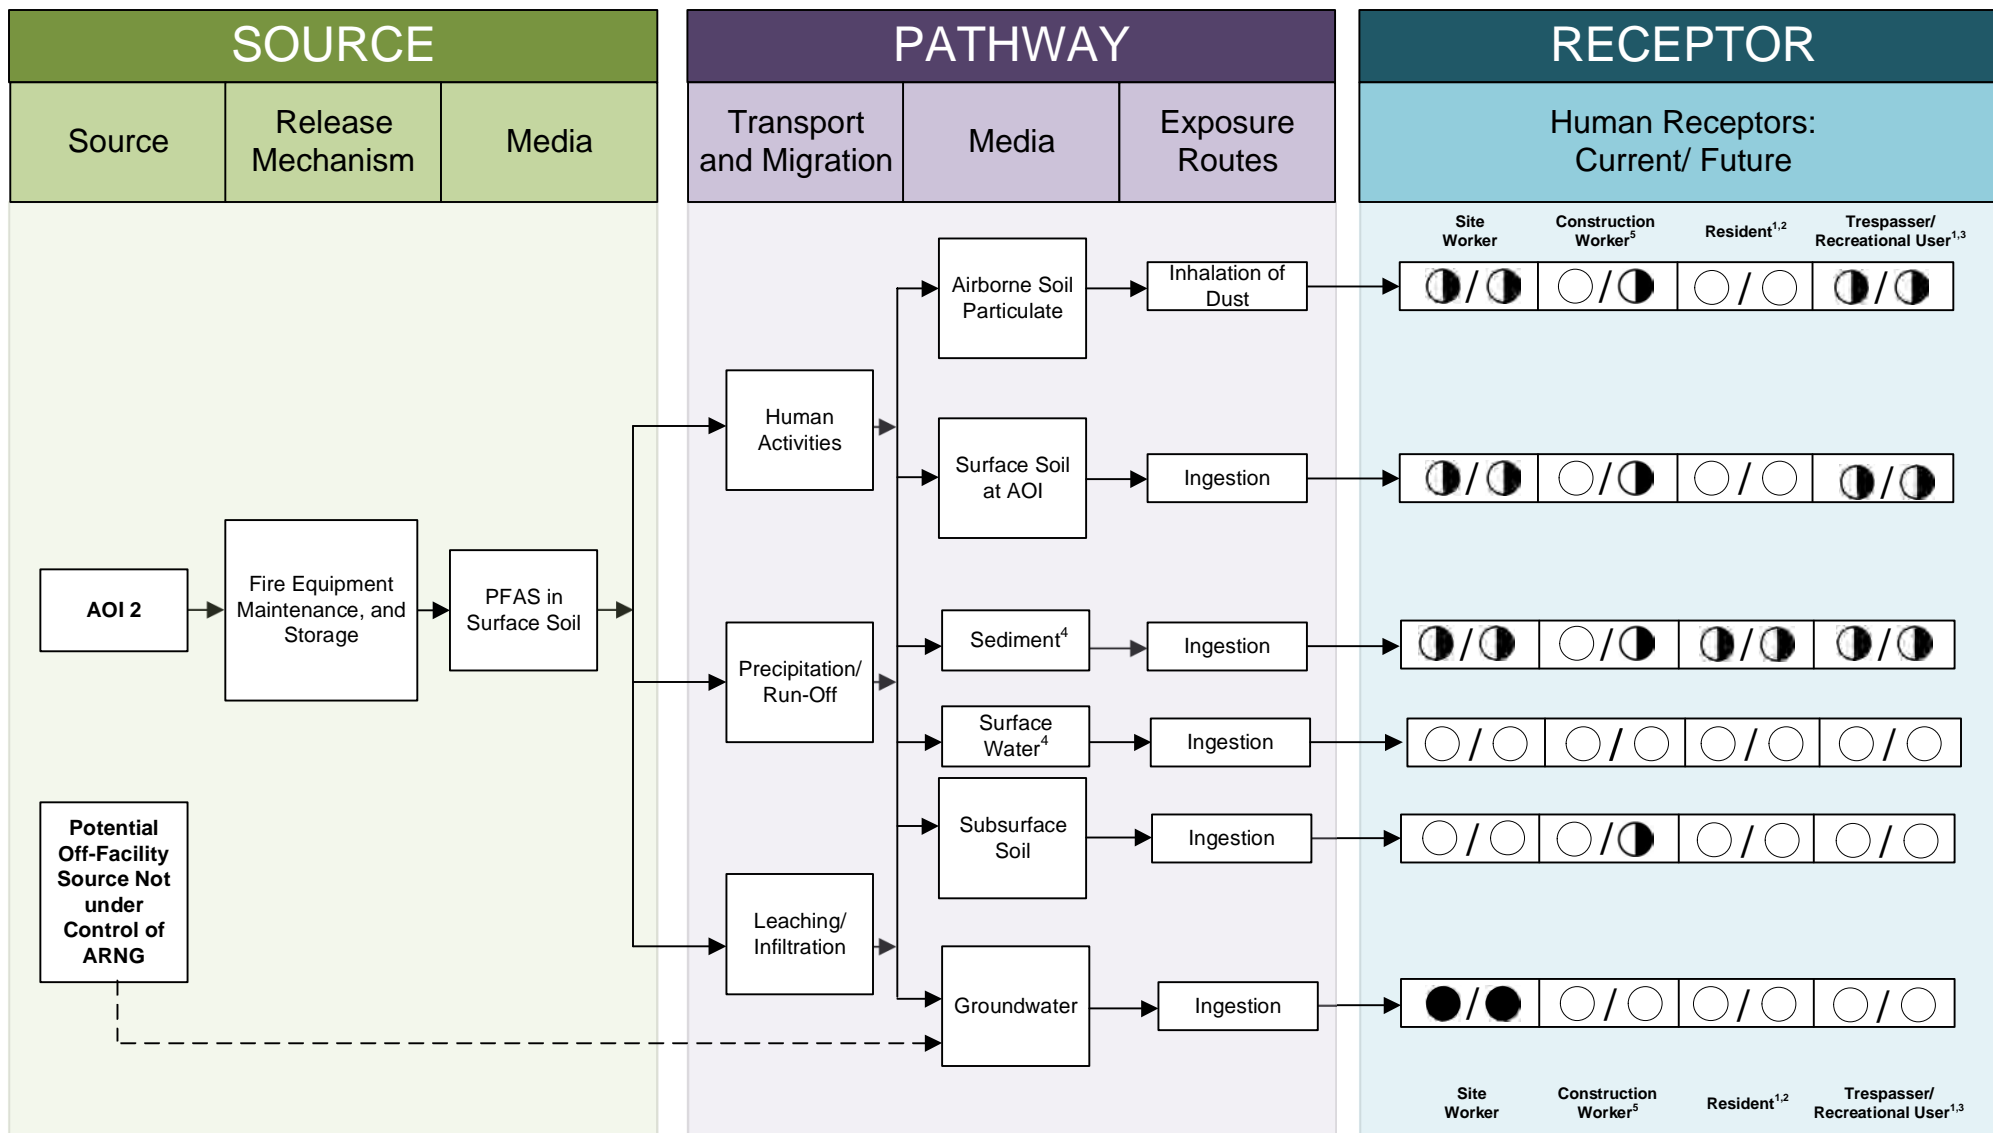 SOURCE
PATHWAY
RECEPTOR
Source
Release
Mechanism
Media
Transport
and Migration
Media
Exposure
Routes
Human Receptors:
Current/ Future
Site
Worker
Construction
Worker⁵
Resident¹,²
Trespasser/
Recreational User¹,³
Airborne Soil
Particulate
Inhalation of
Dust
/
/
/
/
Human
Activities
Surface Soil
at AOI
Ingestion
/
/
/
/
AOI 2
Fire Equipment
Maintenance, and
Storage
PFAS in
Surface Soil
Precipitation/
Run-Off
Sediment⁴
Ingestion
/
/
/
/
Surface
Water⁴
Ingestion
/
/
/
/
Potential
Off-Facility
Source Not
under
Control of
ARNG
Subsurface
Soil
Ingestion
/
/
/
/
Leaching/
Infiltration
Groundwater
Ingestion
/
/
/
/
Site
Worker
Construction
Worker⁵
Resident¹,²
Trespasser/
Recreational User¹,³